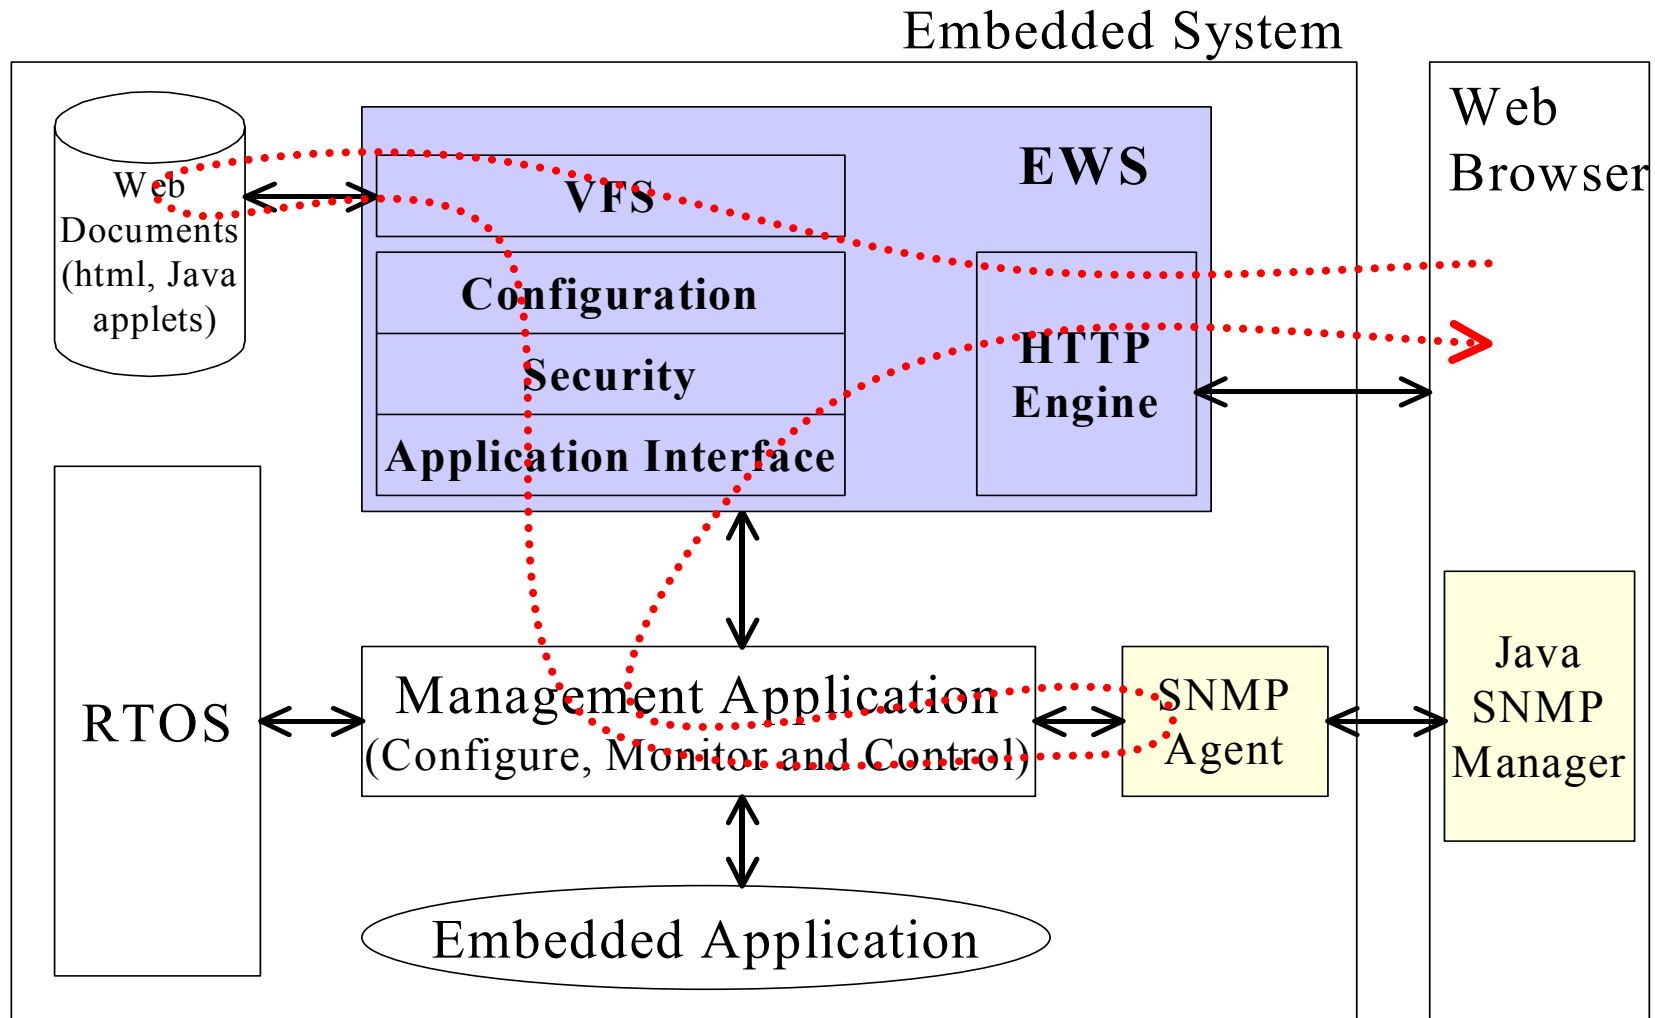 Embedded System
Web
Documents
(html, Java
applets)
EWS
VFS
Configuration
Security
Application Interface
HTTP
Engine
Web
Browser
RTOS
Management Application
(Configure, Monitor and Control)
SNMP
Agent
Java
SNMP
Manager
Embedded Application